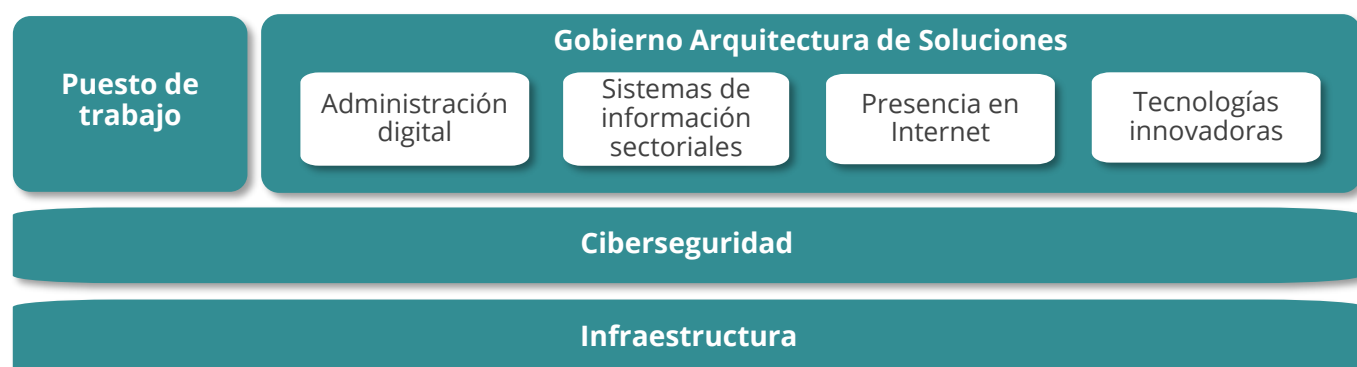 Puesto de
trabajo
Gobierno Arquitectura de Soluciones
Administración
digital
Sistemas de
información
sectoriales
Presencia en
Internet
Tecnologías
innovadoras
Ciberseguridad
Infraestructura